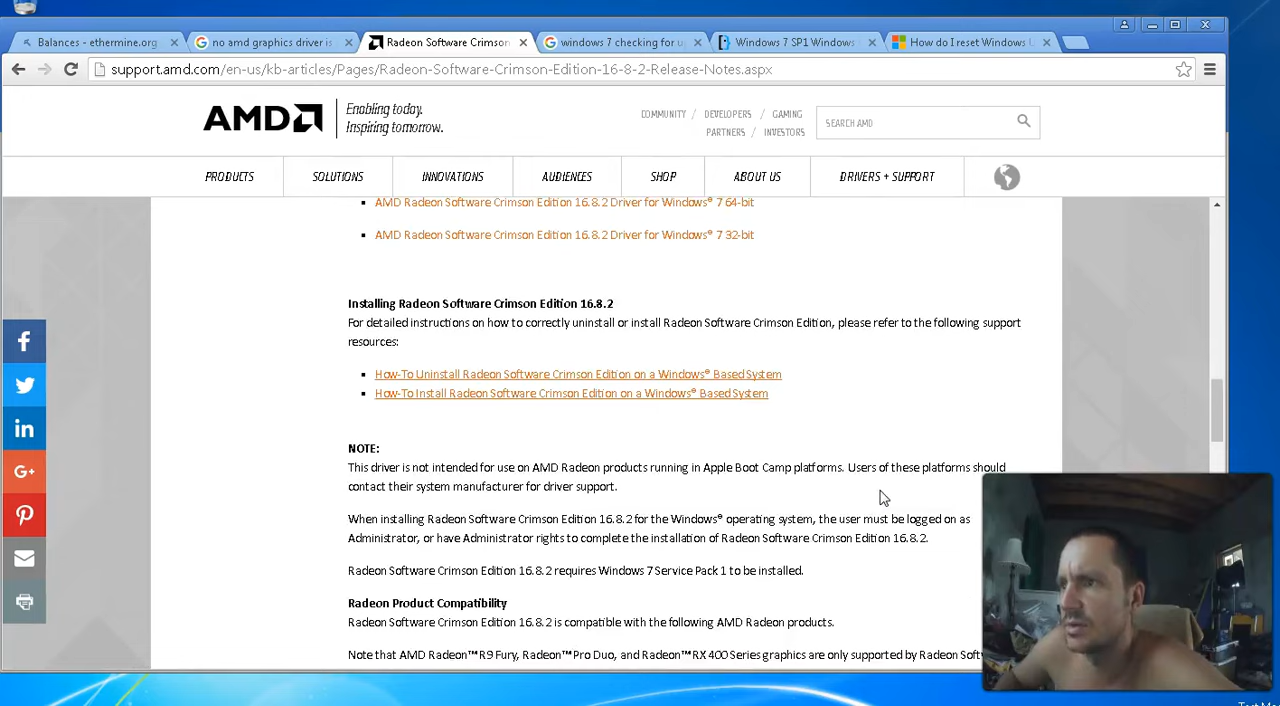 Balances - ethermine.org
no amd graphics driver is
Radeon Software Crimson
windows 7 checking for u
Windows 7 SP1 Windows
How do I reset Windows U
support.amd.com/en-us/kb-articles/Pages/Radeon-Software-Crimson-Edition-16-8-2-Release-Notes.aspx
AMD
Enabling today.
Inspiring tomorrow.
COMMUNITY / DEVELOPERS / GAMING
PARTNERS / INVESTORS
SEARCH AMD
PRODUCTS SOLUTIONS INNOVATIONS AUDIENCES SHOP ABOUT US DRIVERS + SUPPORT
AMD Radeon Software Crimson Edition 16.8.2 Driver for Windows® 7 64-bit
AMD Radeon Software Crimson Edition 16.8.2 Driver for Windows® 7 32-bit
Installing Radeon Software Crimson Edition 16.8.2
For detailed instructions on how to correctly uninstall or install Radeon Software Crimson Edition, please refer to the following support
resources:
How-To Uninstall Radeon Software Crimson Edition on a Windows® Based System
How-To Install Radeon Software Crimson Edition on a Windows® Based System
NOTE:
This driver is not intended for use on AMD Radeon products running in Apple Boot Camp platforms. Users of these platforms should
contact their system manufacturer for driver support.
When installing Radeon Software Crimson Edition 16.8.2 for the Windows® operating system, the user must be logged on as
Administrator, or have Administrator rights to complete the installation of Radeon Software Crimson Edition 16.8.2.
Radeon Software Crimson Edition 16.8.2 requires Windows 7 Service Pack 1 to be installed.
Radeon Product Compatibility
Radeon Software Crimson Edition 16.8.2 is compatible with the following AMD Radeon products.
Note that AMD Radeon™ R9 Fury, Radeon™ Pro Duo, and Radeon™ RX 400 Series graphics are only supported by Radeon Soft